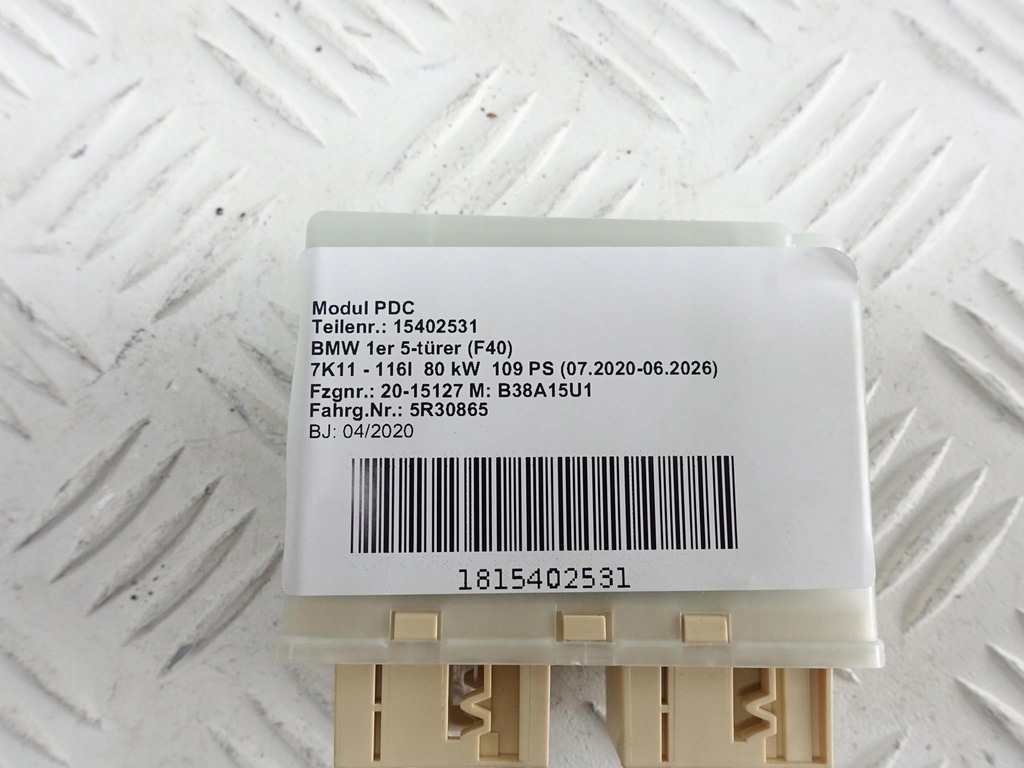 Modul PDC
Teilenr.: 15402531
BMW 1er 5-türer (F40)
7K11 - 116I 80 kW 109 PS (07.2020-06.2026)
Fzgnr.: 20-15127 M: B38A15U1
Fahrg.Nr.: 5R30865
BJ: 04/2020
1815402531